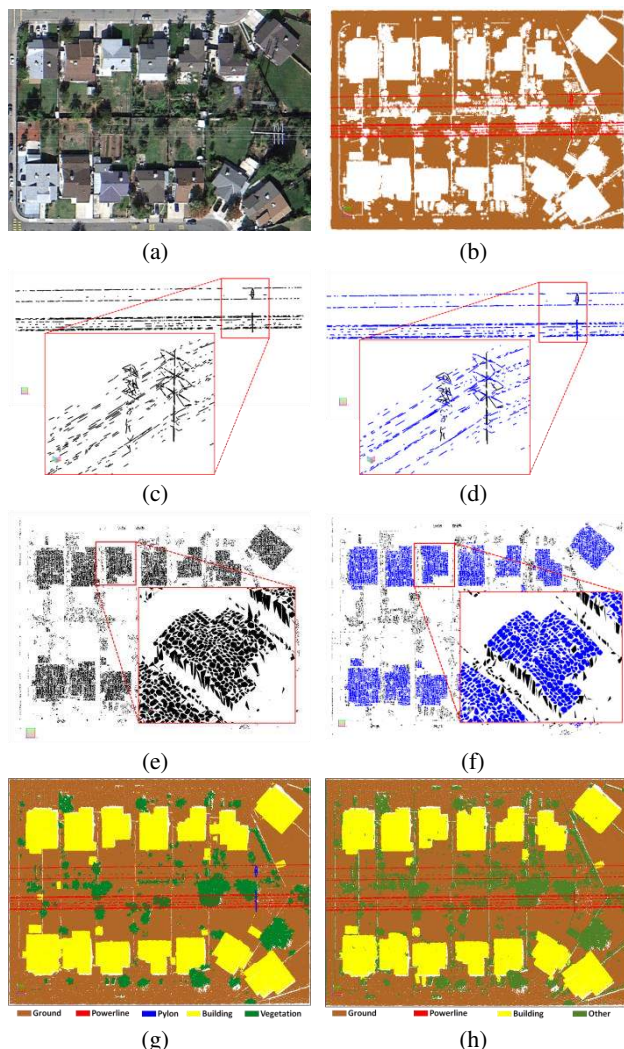 (a) (b)
(c) (d)
(e) (f)
Ground Powerline Pylon Building Vegetation
Ground Powerline Building Other
(g) (h)